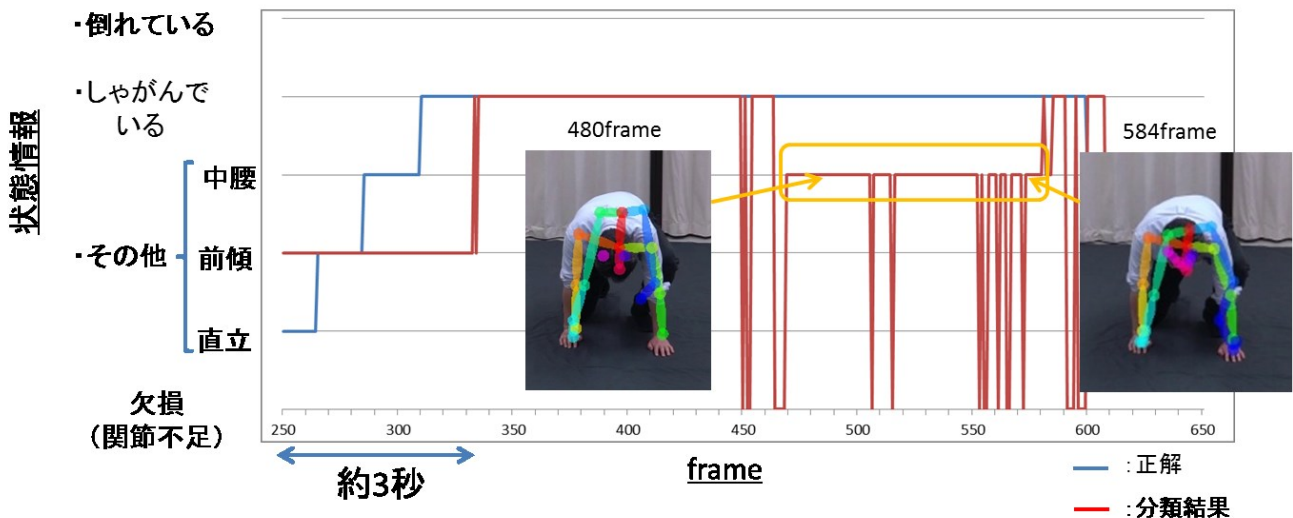 ・倒れている
・しゃがんで
いる
状態情報
中腰
・その他
前傾
直立
欠損
（関節不足）
480frame
584frame
250
300
350
400
450
500
550
600
650
約3秒
frame
：正解
：分類結果